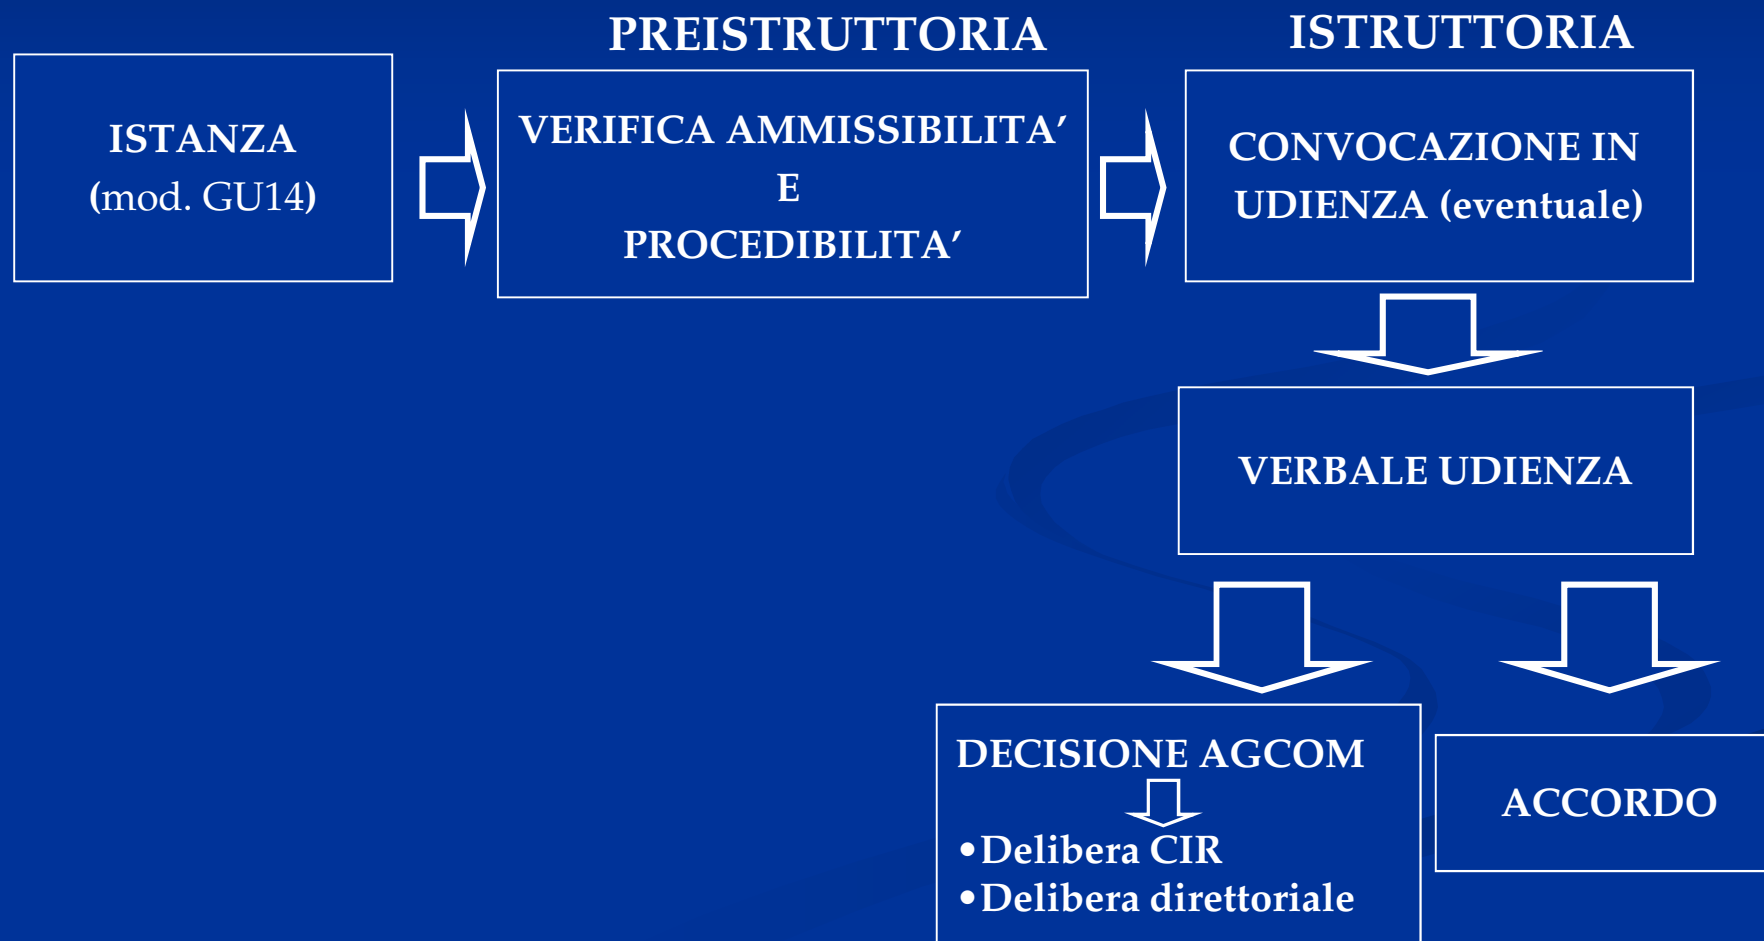 PREISTRUTTORIA
ISTRUTTORIA
ISTANZA
(mod. GU14)
VERIFICA AMMISSIBILITA’
E
PROCEDIBILITA’
CONVOCAZIONE IN
UDIENZA (eventuale)
VERBALE UDIENZA
DECISIONE AGCOM
•Delibera CIR
•Delibera direttoriale
ACCORDO